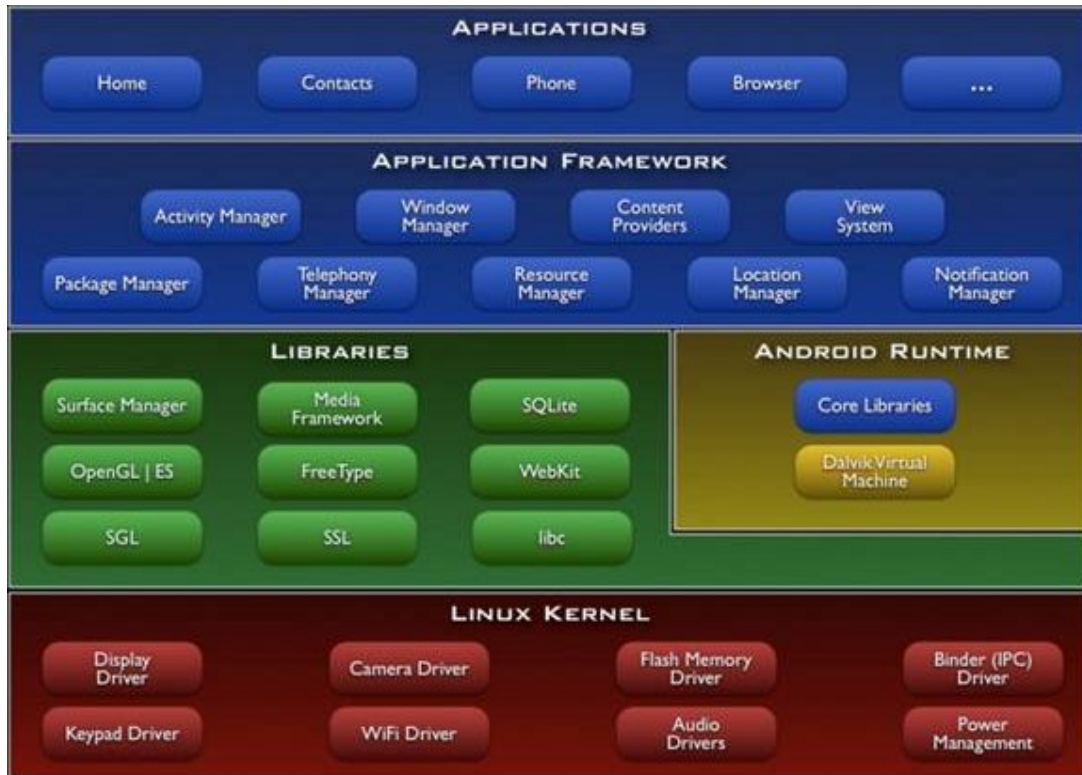 APPLICATIONS
Home
Contacts
Phone
Browser
...
APPLICATION FRAMEWORK
Activity Manager
Window
Manager
Content
Providers
View
System
Package Manager
Telephony
Manager
Resource
Manager
Location
Manager
Notification
Manager
LIBRARIES
Surface Manager
Media
Framework
SQLite
OpenGL | ES
FreeType
WebKit
SGL
SSL
libc
ANDROID RUNTIME
Core Libraries
Dalvik Virtual
Machine
LINUX KERNEL
Display
Driver
Camera Driver
Flash Memory
Driver
Binder (IPC)
Driver
Keypad Driver
WiFi Driver
Audio
Drivers
Power
Management